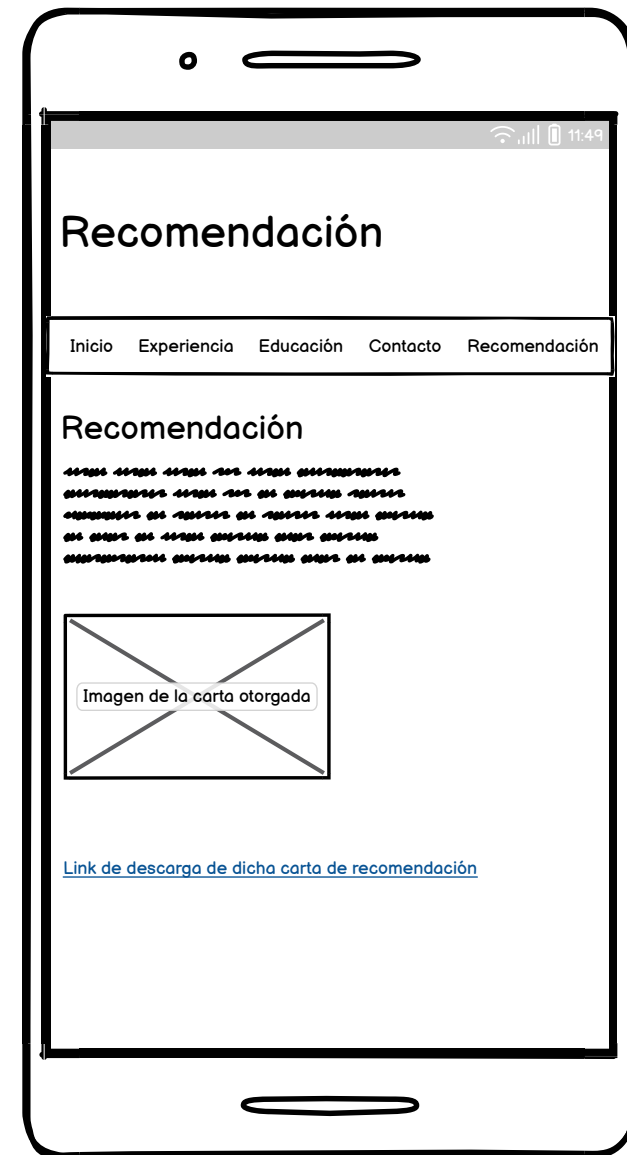 11:49
Recomendación
Inicio Experiencia Educación Contacto Recomendación
Recomendación
Imagen de la carta otorgada
Link de descarga de dicha carta de recomendación